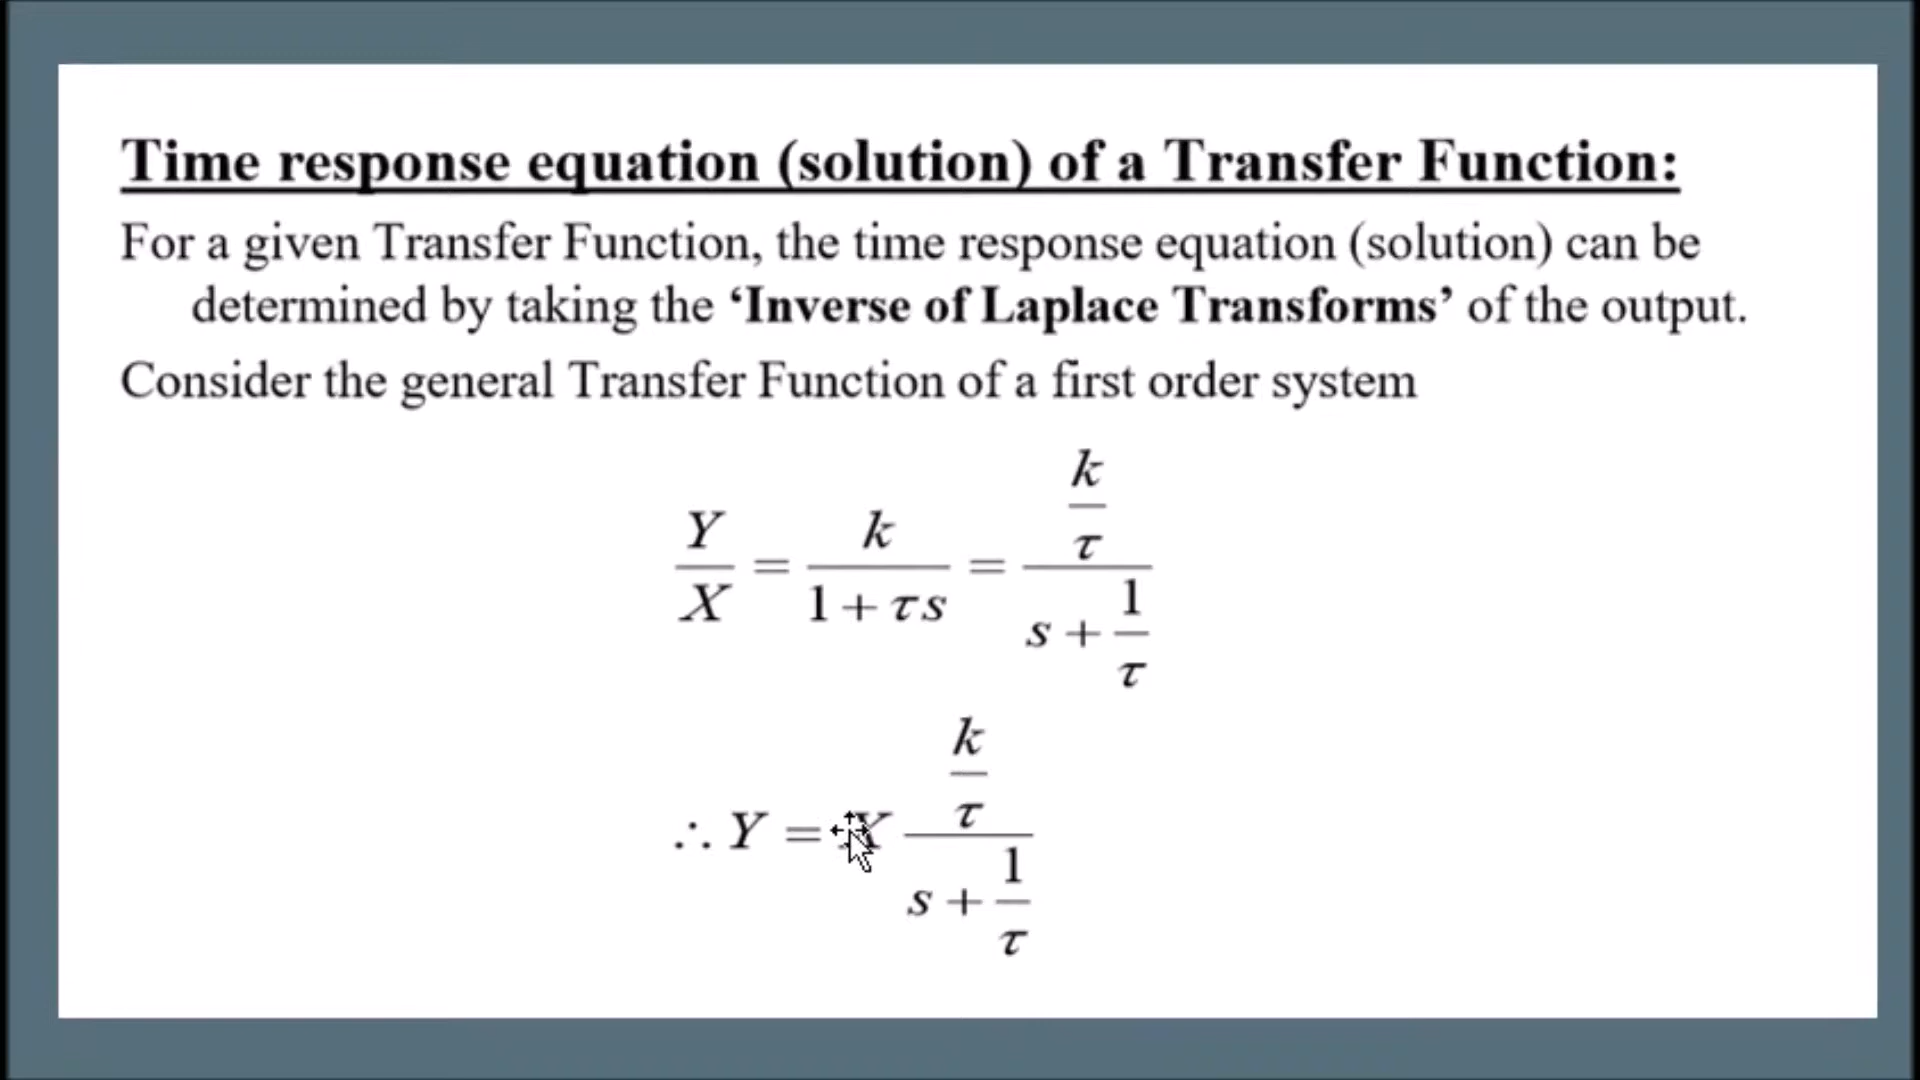 Time response equation (solution) of a Transfer Function:
For a given Transfer Function, the time response equation (solution) can be
determined by taking the ‘Inverse of Laplace Transforms’ of the output.
Consider the general Transfer Function of a first order system
Y/X = k/(1 + τs) = (k/τ)/(s + 1/τ)
∴ Y = X (k/τ)/(s + 1/τ)